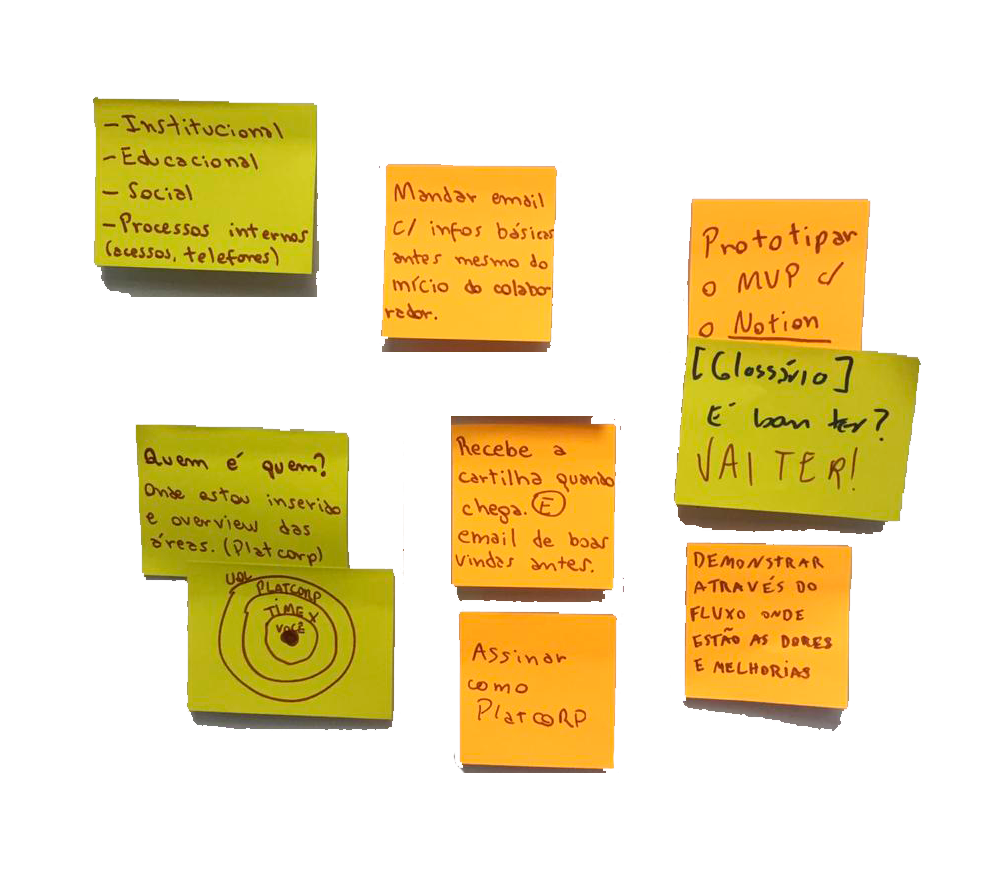 - Institucional
- Educacional
- Social
- Processos internos
(acessos, telefones)
Mandar email
c/ infos básicas
antes mesmo do
início do colabo
rador.
Prototipar
o MVP c/
o Notion
[Glossário]
É bom ter?
VAI TER!
Quem é quem?
Onde estou inserido
e overview das
áreas. (Platcorp)
UOL
PLATCORP
TIME X
VOCÊ
Recebe a
cartilha quando
chega. E
email de boas
vindas antes.
Assinar
como
PlatCORP
DEMONSTRAR
ATRAVÉS DO
FLUXO ONDE
ESTÃO AS DORES
E MELHORIAS